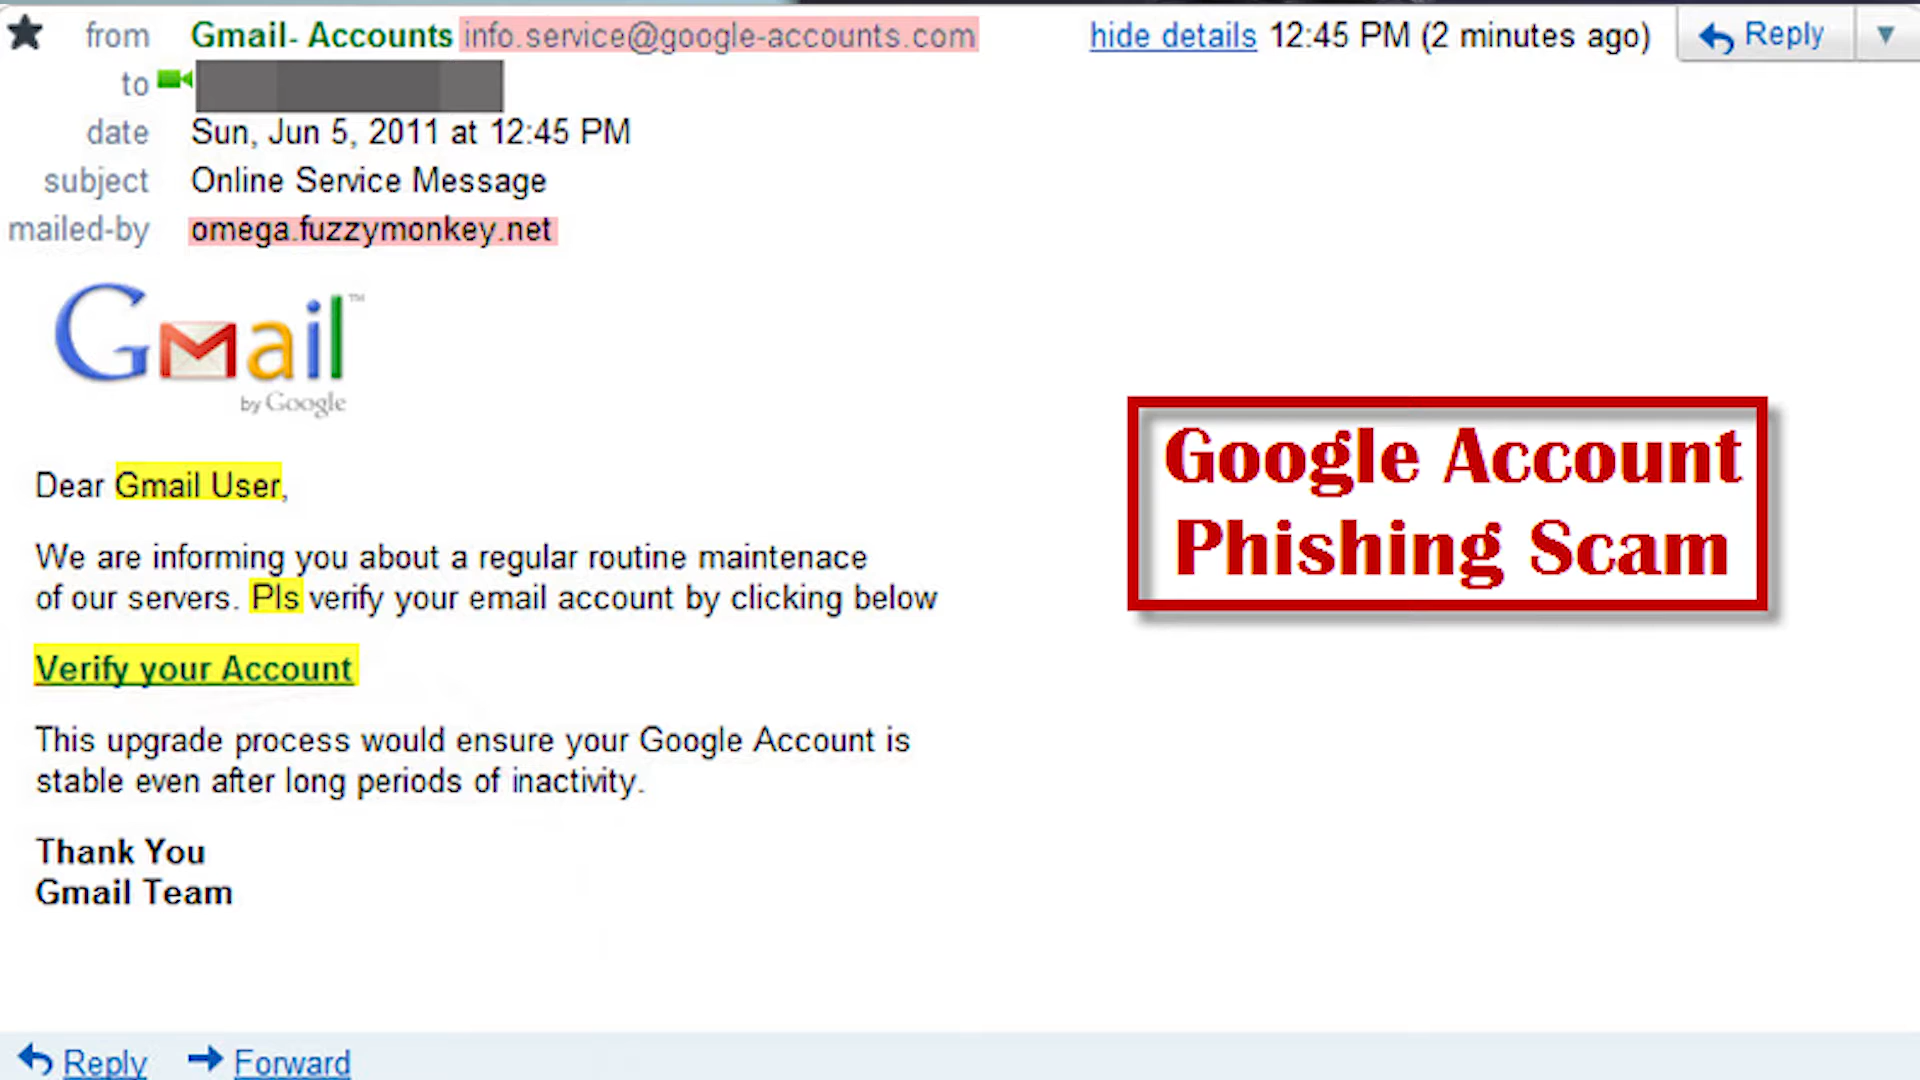 from Gmail- Accounts info.service@google-accounts.com hide details 12:45 PM (2 minutes ago) Reply
to
date Sun, Jun 5, 2011 at 12:45 PM
subject Online Service Message
mailed-by omega.fuzzymonkey.net
Gmail™
by Google
Dear Gmail User,
We are informing you about a regular routine maintenace
of our servers. Pls verify your email account by clicking below
Verify your Account
This upgrade process would ensure your Google Account is
stable even after long periods of inactivity.
Thank You
Gmail Team
Google Account
Phishing Scam
Reply Forward